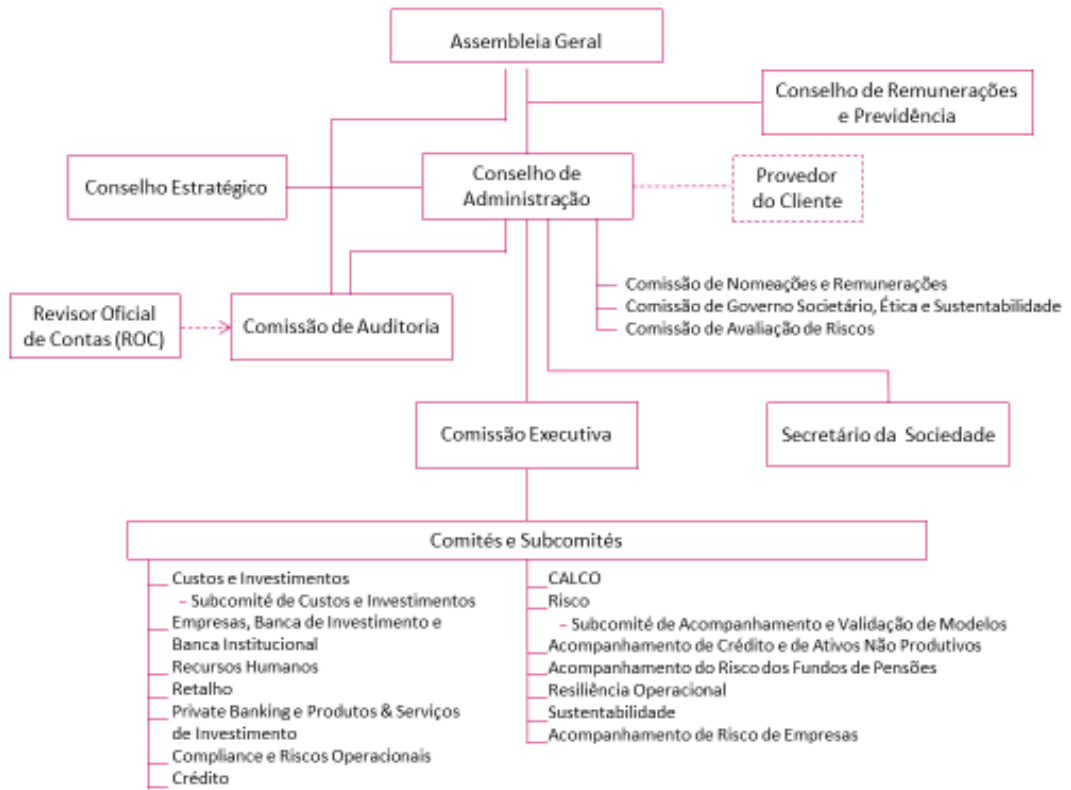 Assembleia Geral
Conselho de Remunerações
e Previdência
Conselho Estratégico
Conselho de
Administração
Provedor
do Cliente
Comissão de Nomeações e Remunerações
Comissão de Governo Societário, Ética e Sustentabilidade
Comissão de Avaliação de Riscos
Revisor Oficial
de Contas (ROC)
Comissão de Auditoria
Comissão Executiva
Secretário da Sociedade
Comités e Subcomités
Custos e Investimentos
– Subcomité de Custos e Investimentos
Empresas, Banca de Investimento e
Banca Institucional
Recursos Humanos
Retalho
Private Banking e Produtos & Serviços
de Investimento
Compliance e Riscos Operacionais
Crédito
CALCO
Risco
– Subcomité de Acompanhamento e Validação de Modelos
Acompanhamento de Crédito e de Ativos Não Produtivos
Acompanhamento do Risco dos Fundos de Pensões
Resiliência Operacional
Sustentabilidade
Acompanhamento de Risco de Empresas